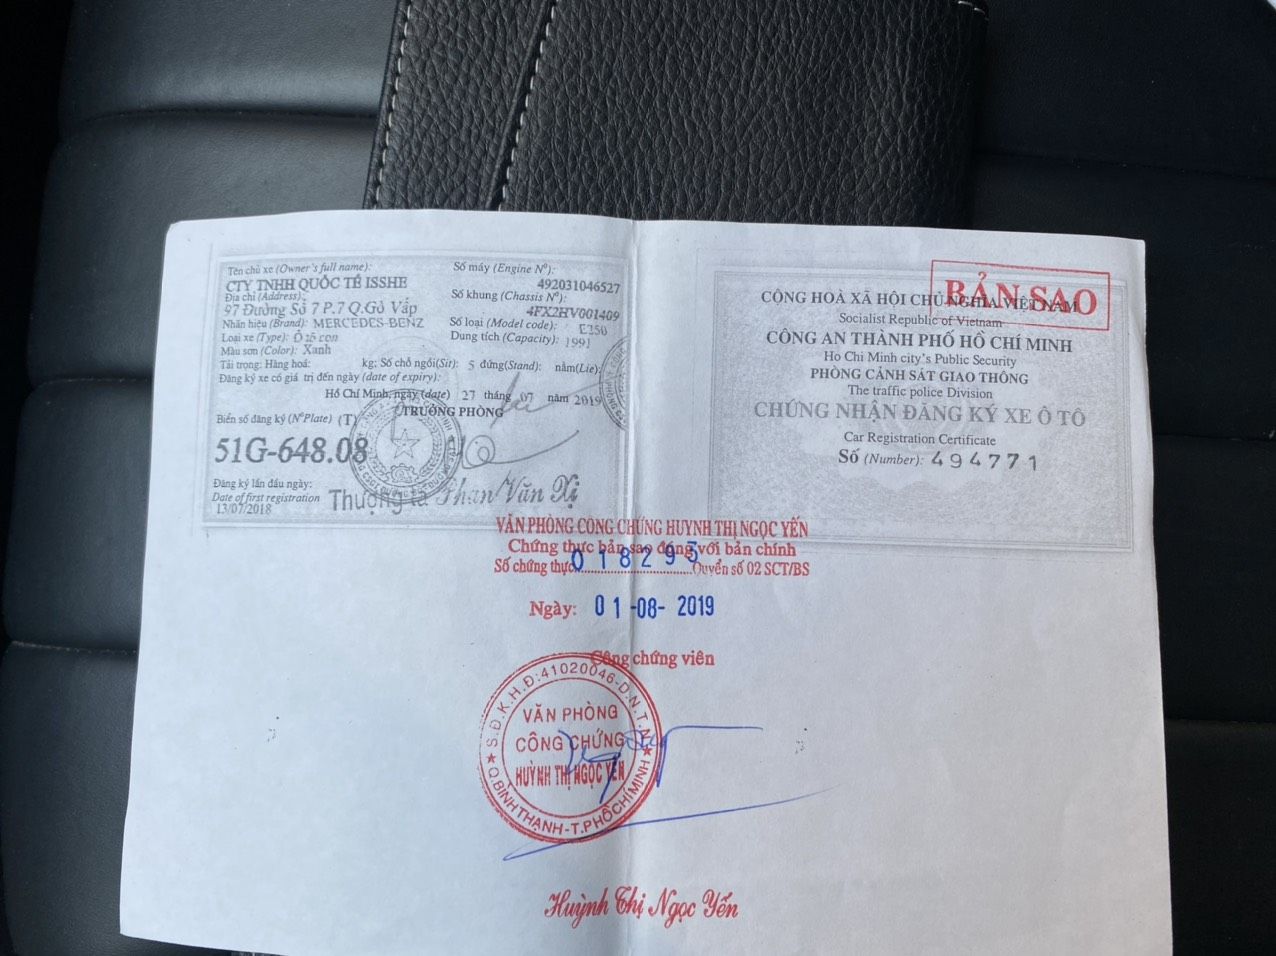 Tên chủ xe (Owner's full name):
CTY TNHH QUỐC TẾ ISSHE
Địa chỉ (Address):
97 Đường Số 7 P.7 Q.Gò Vấp
Nhãn hiệu (Brand): MERCEDES-BENZ
Loại xe (Type): Ô tô con
Màu sơn (Color): Xanh
Tải trọng: Hàng hoá: kg; Số chỗ ngồi(Sit): 5 đứng(Stand): nằm(Lie):
Đăng ký xe có giá trị đến ngày (date of expiry):
Hồ Chí Minh, ngày (date) 27 tháng 07 năm 2019
TRƯỞNG PHÒNG
Biển số đăng ký (NºPlate) (T)
51G-648.08
Đăng ký lần đầu ngày:
Date of first registration
13/07/2018
Thượng tá Phan Văn Xị
Số máy (Engine Nº):
492031046527
Số khung (Chassis Nº):
4FX2HV001409
Số loại (Model code): E250
Dung tích (Capacity): 1991
BẢN SAO
CỘNG HOÀ XÃ HỘI CHỦ NGHĨA VIỆT NAM
Socialist Republic of Vietnam
CÔNG AN THÀNH PHỐ HỒ CHÍ MINH
Ho Chi Minh city's Public Security
PHÒNG CẢNH SÁT GIAO THÔNG
The traffic police Division
CHỨNG NHẬN ĐĂNG KÝ XE Ô TÔ
Car Registration Certificate
Số (Number): 494771
VĂN PHÒNG CÔNG CHỨNG HUỲNH THỊ NGỌC YẾN
Chứng thực bản sao đúng với bản chính
Số chứng thực 018293 Quyển số 02 SCT/BS
Ngày: 01-08-2019
Công chứng viên
S.Đ.K.H.Đ:41020046-D.N.T.N
VĂN PHÒNG
CÔNG CHỨNG
HUỲNH THỊ NGỌC YẾN
Q.BÌNH THẠNH-T.PHỐ CHÍ MINH
Huỳnh Thị Ngọc Yến